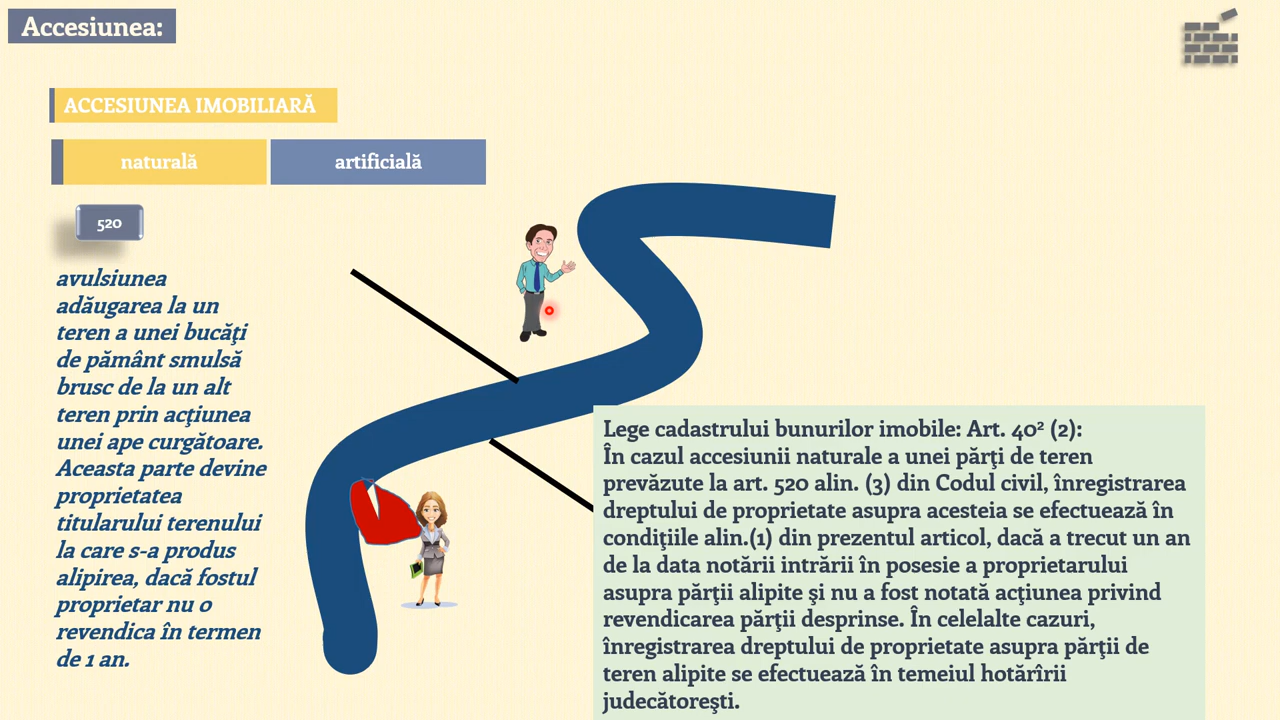 Accesiunea:
ACCESIUNEA IMOBILIARĂ
naturală
artificială
520
avulsiunea
adăugarea la un
teren a unei bucăţi
de pământ smulsă
brusc de la un alt
teren prin acţiunea
unei ape curgătoare.
Aceasta parte devine
proprietatea
titularului terenului
la care s-a produs
alipirea, dacă fostul
proprietar nu o
revendica în termen
de 1 an.
Lege cadastrului bunurilor imobile: Art. 40² (2):
În cazul accesiunii naturale a unei părţi de teren
prevăzute la art. 520 alin. (3) din Codul civil, înregistrarea
dreptului de proprietate asupra acesteia se efectuează în
condiţiile alin.(1) din prezentul articol, dacă a trecut un an
de la data notării intrării în posesie a proprietarului
asupra părţii alipite şi nu a fost notată acţiunea privind
revendicarea părţii desprinse. În celelalte cazuri,
înregistrarea dreptului de proprietate asupra părţii de
teren alipite se efectuează în temeiul hotărîrii
judecătoreşti.